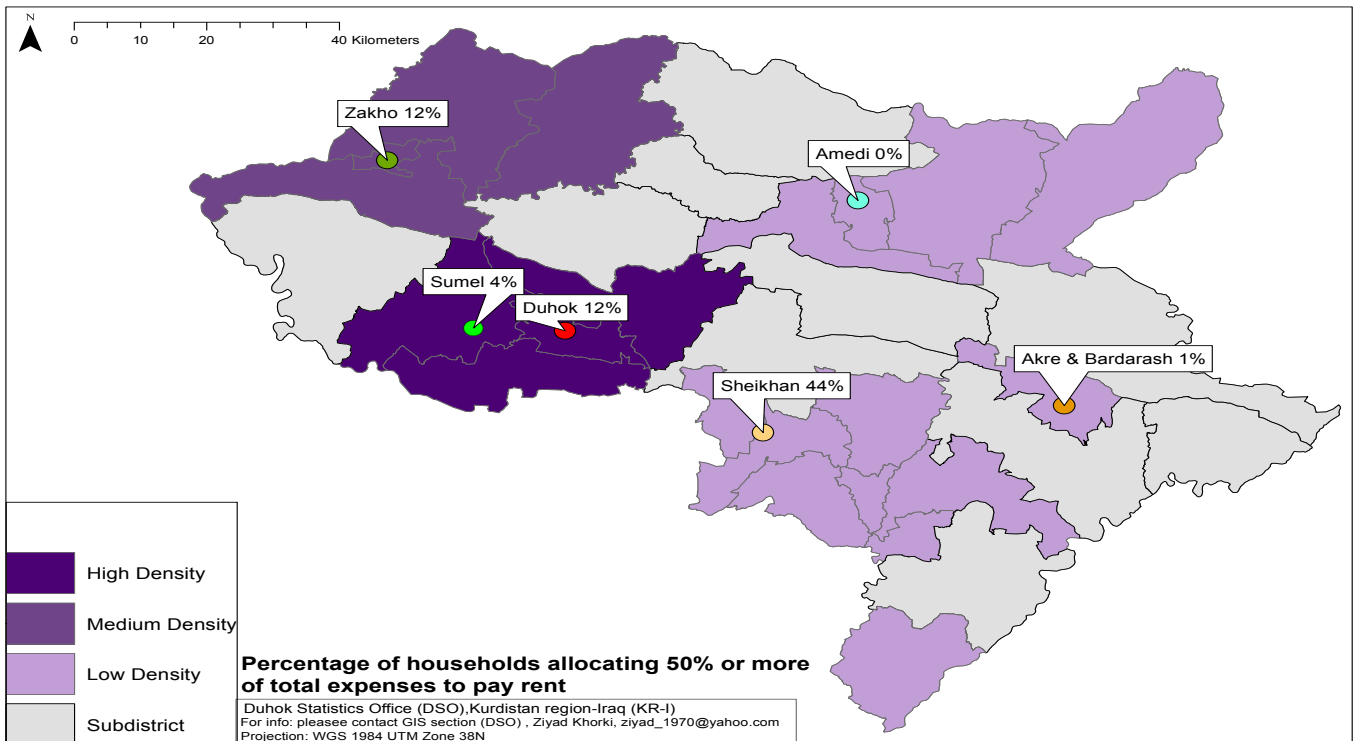 N
0 10 20 40 Kilometers
Zakho 12%
Amedi 0%
Sumel 4%
Duhok 12%
Akre & Bardarash 1%
Sheikhan 44%
High Density
Medium Density
Low Density
Subdistrict
Percentage of households allocating 50% or more
of total expenses to pay rent
Duhok Statistics Office (DSO),Kurdistan region-Iraq (KR-I)
For info: pleasee contact GIS section (DSO) , Ziyad Khorki, ziyad_1970@yahoo.com
Projection: WGS 1984 UTM Zone 38N